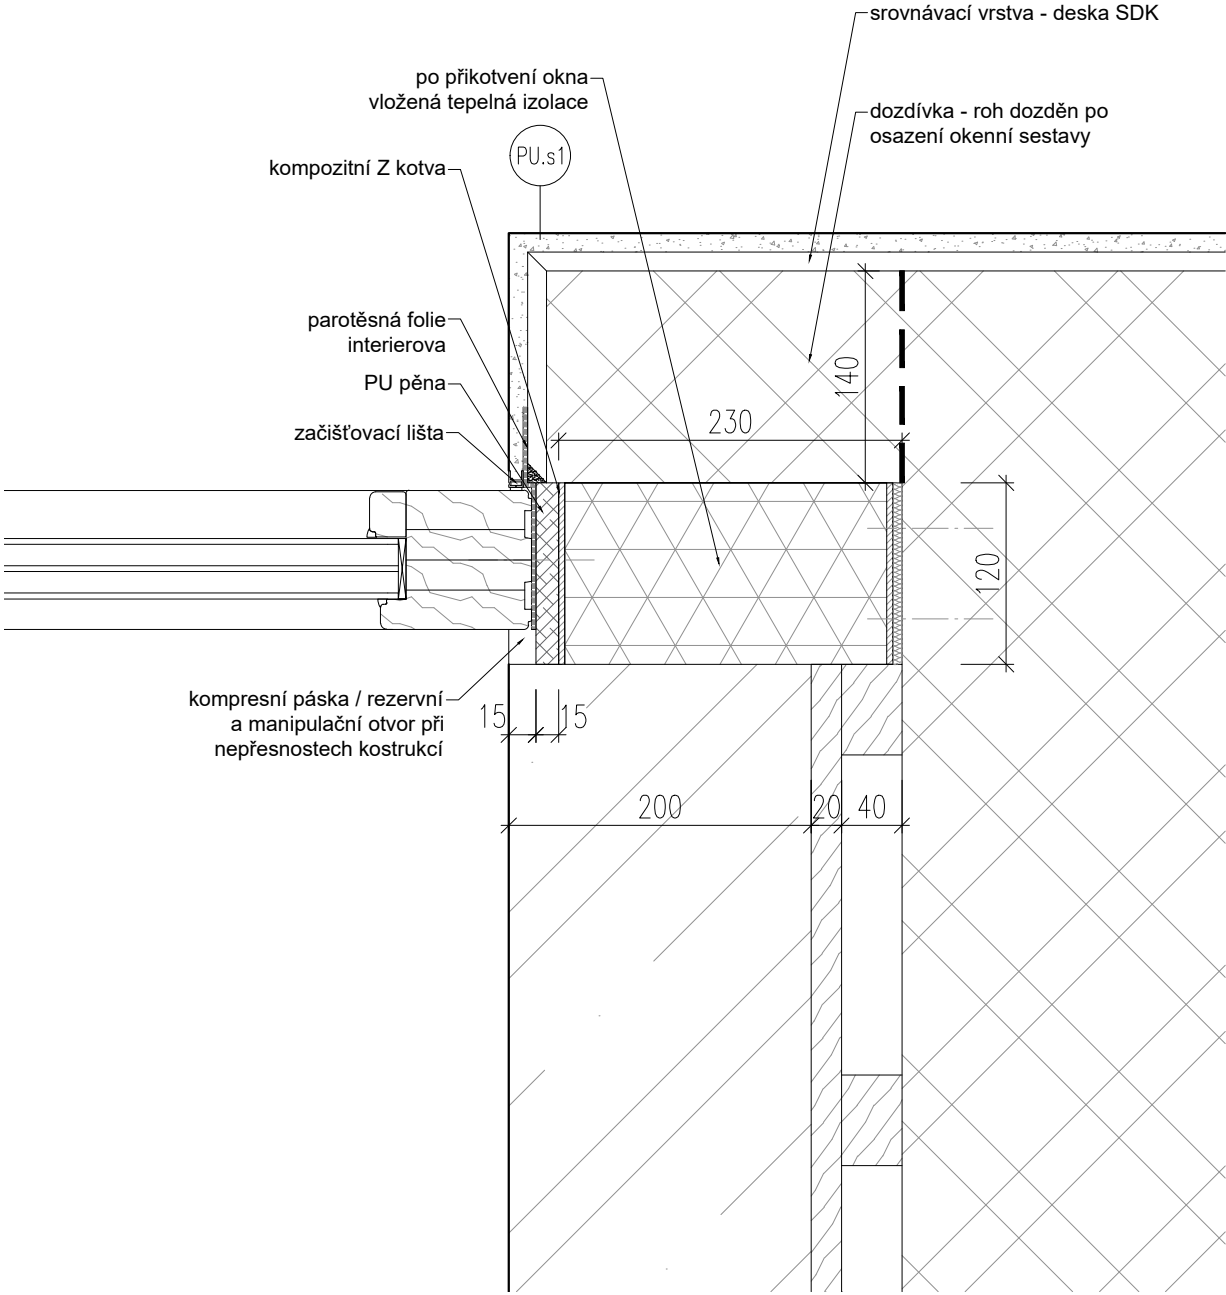 srovnávací vrstva - deska SDK
po přikotvení okna
vložená tepelná izolace
dozdívka - roh dozděn po
osazení okenní sestavy
PU.s1
kompozitní Z kotva
parotěsná folie
interierova
PU pěna
začišťovací lišta
140
230
120
kompresní páska / rezervní
a manipulační otvor při
nepřesnostech kostrukcí
15
15
200
20
40